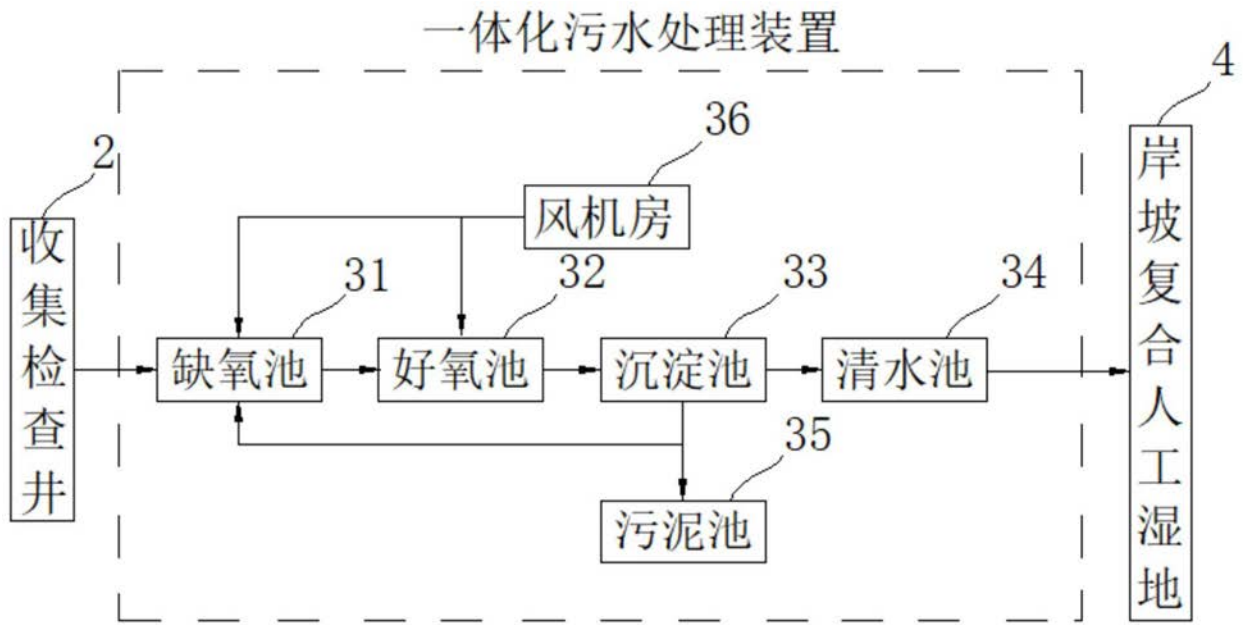 一体化污水处理装置
4
36
2
风机房
31
32
33
34
缺氧池
好氧池
沉淀池
清水池
35
污泥池
收集检查井
岸坡复合人工湿地